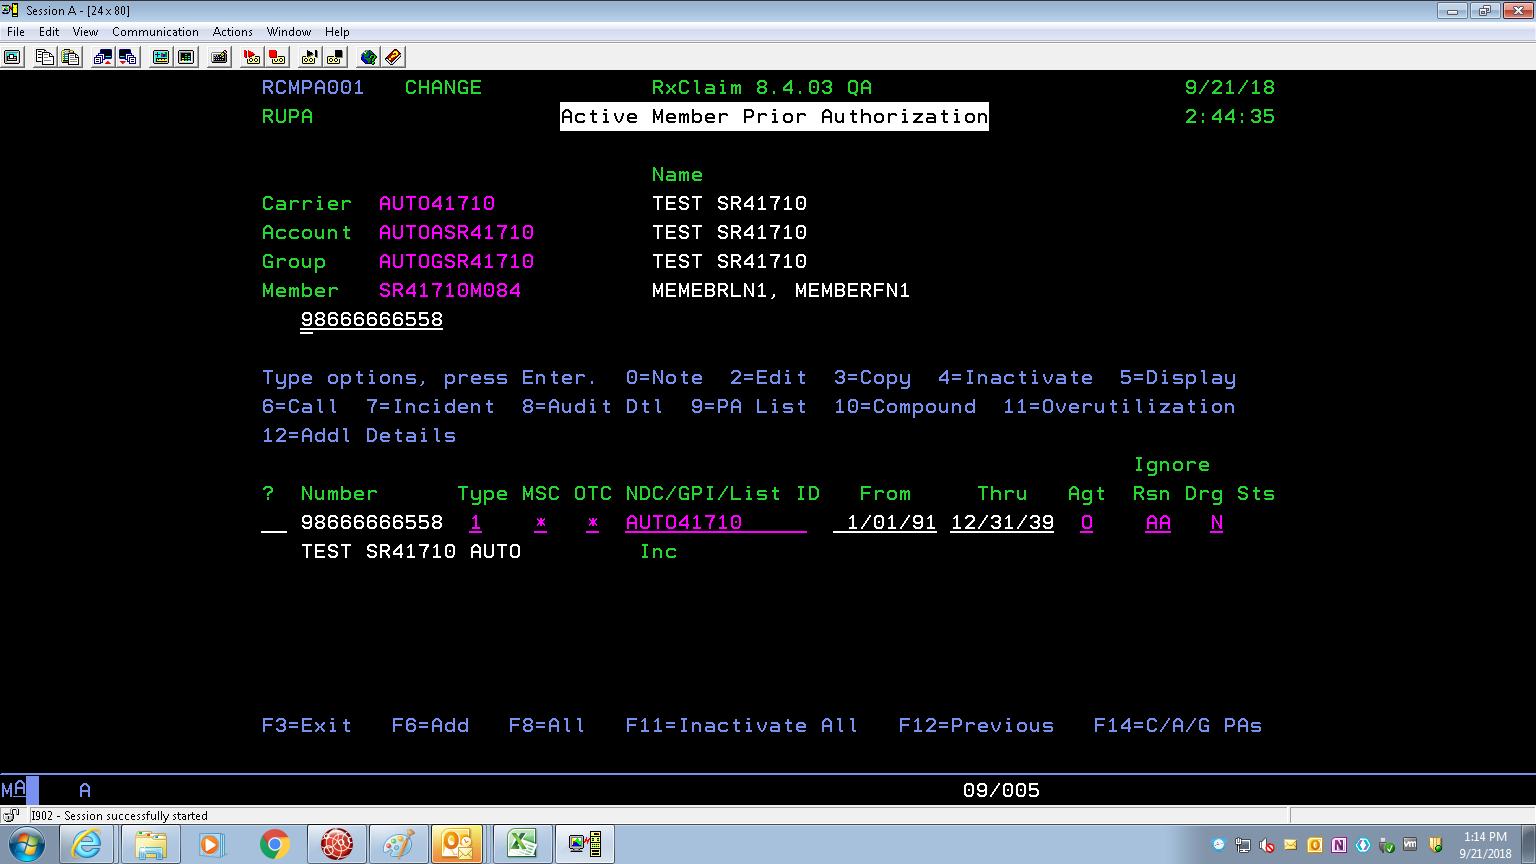 Session A - [24 x 80]
File Edit View Communication Actions Window Help
RCMPA001 CHANGE RxClaim 8.4.03 QA 9/21/18
RUPA Active Member Prior Authorization 2:44:35
Name
Carrier AUTO41710 TEST SR41710
Account AUTOASR41710 TEST SR41710
Group AUTOGSR41710 TEST SR41710
Member SR41710M084 MEMEBRLN1, MEMBERFN1
98666666558
Type options, press Enter. 0=Note 2=Edit 3=Copy 4=Inactivate 5=Display
6=Call 7=Incident 8=Audit Dtl 9=PA List 10=Compound 11=Overutilization
12=Addl Details
Ignore
? Number Type MSC OTC NDC/GPI/List ID From Thru Agt Rsn Drg Sts
98666666558 1 * * AUTO41710 1/01/91 12/31/39 O AA N
TEST SR41710 AUTO Inc
F3=Exit F6=Add F8=All F11=Inactivate All F12=Previous F14=C/A/G PAs
MA A 09/005
I902 - Session successfully started
1:14 PM
9/21/2018